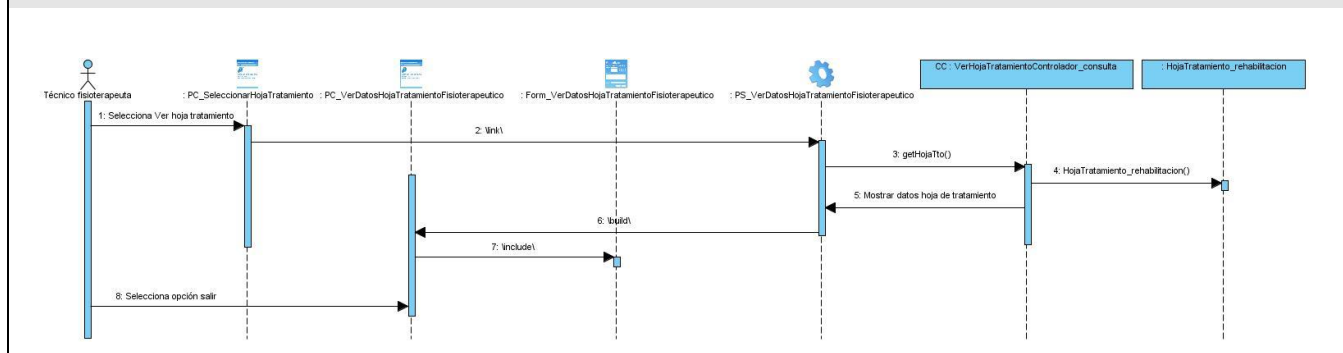 CC : VerHojaTratamientoControlador_consulta
: HojaTratamiento_rehabilitacion
Técnico fisioterapeuta
: PC_SeleccionarHojaTratamiento
: PC_VerDatosHojaTratamientoFisioterapeutico
: Form_VerDatosHojaTratamientoFisioterapeutico
: PS_VerDatosHojaTratamientoFisioterapeutico
1: Selecciona Ver hoja tratamiento
2: \link\
3: getHojaTto()
4: HojaTratamiento_rehabilitacion()
5: Mostrar datos hoja de tratamiento
6: \build\
7: \include\
8: Selecciona opción salir